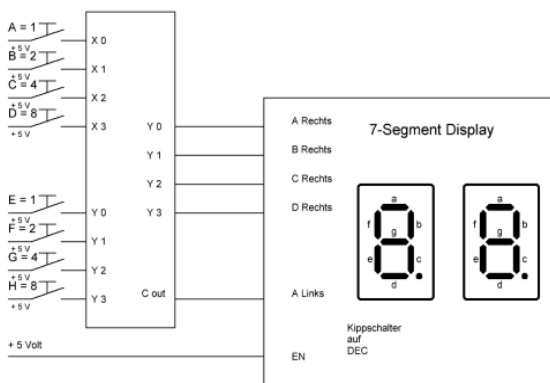 A = 1
+ 5 V
B = 2
+ 5 V
C = 4
+ 5 V
D = 8
+ 5 V
X 0
X 1
X 2
X 3
E = 1
+ 5 V
F = 2
+ 5 V
G = 4
+ 5 V
H = 8
+ 5 V
Y 0
Y 1
Y 2
Y 3
Y 0
Y 1
Y 2
Y 3
C out
+ 5 Volt
A Rechts
B Rechts
C Rechts
D Rechts
A Links
EN
7-Segment Display
a
f b
g
e c
d
a
f b
g
e c
d
Kippschalter
auf
DEC